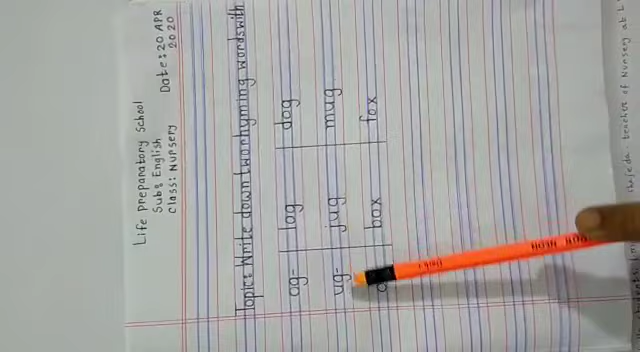 Life Preparatory School
Sub: English
Class: Nursery
Date: 20 APR
2020
Topic: Write down two rhyming words with
og- log dog
ug- jug mug
box fox